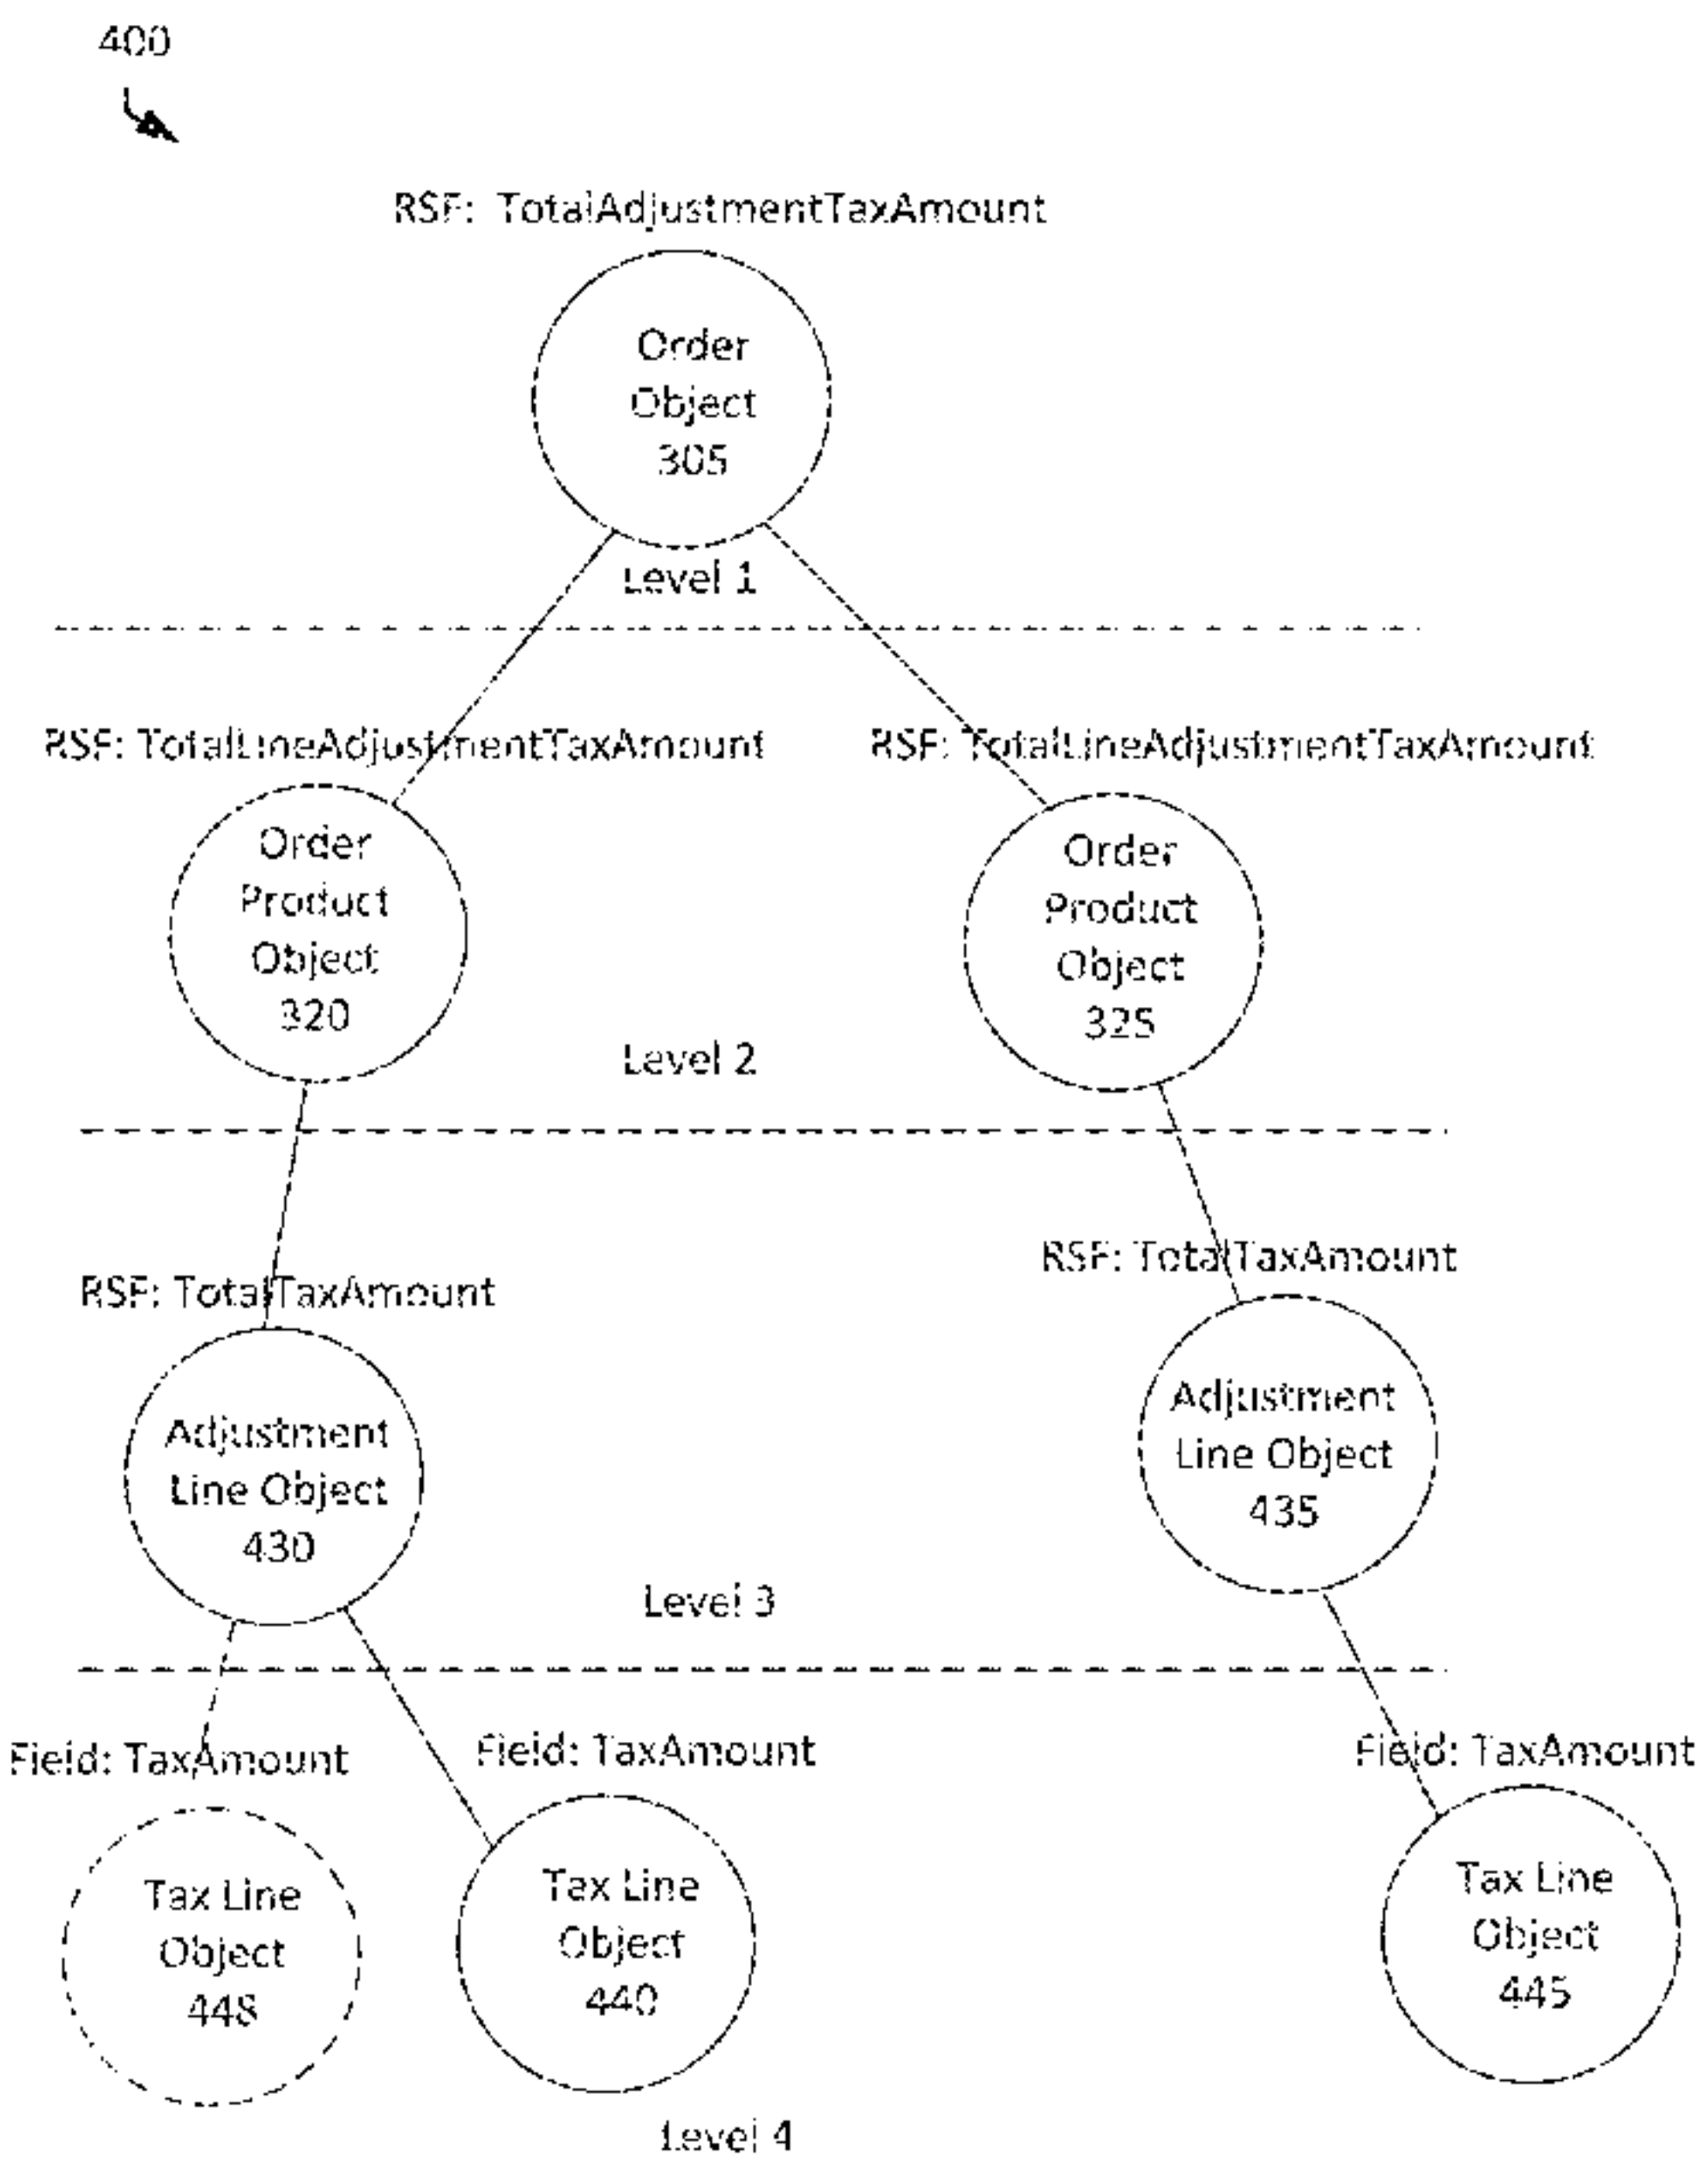 400
RSF: TotalAdjustmentTaxAmount
Order
Object
305
Level 1
RSF: TotalLineAdjustmentTaxAmount
RSF: TotalLineAdjustmentTaxAmount
Order
Product
Object
320
Order
Product
Object
325
Level 2
RSF: TotalTaxAmount
RSF: TotalTaxAmount
Adjustment
Line Object
430
Adjustment
Line Object
435
Level 3
Field: TaxAmount
Field: TaxAmount
Field: TaxAmount
Tax Line
Object
448
Tax Line
Object
440
Tax Line
Object
445
Level 4